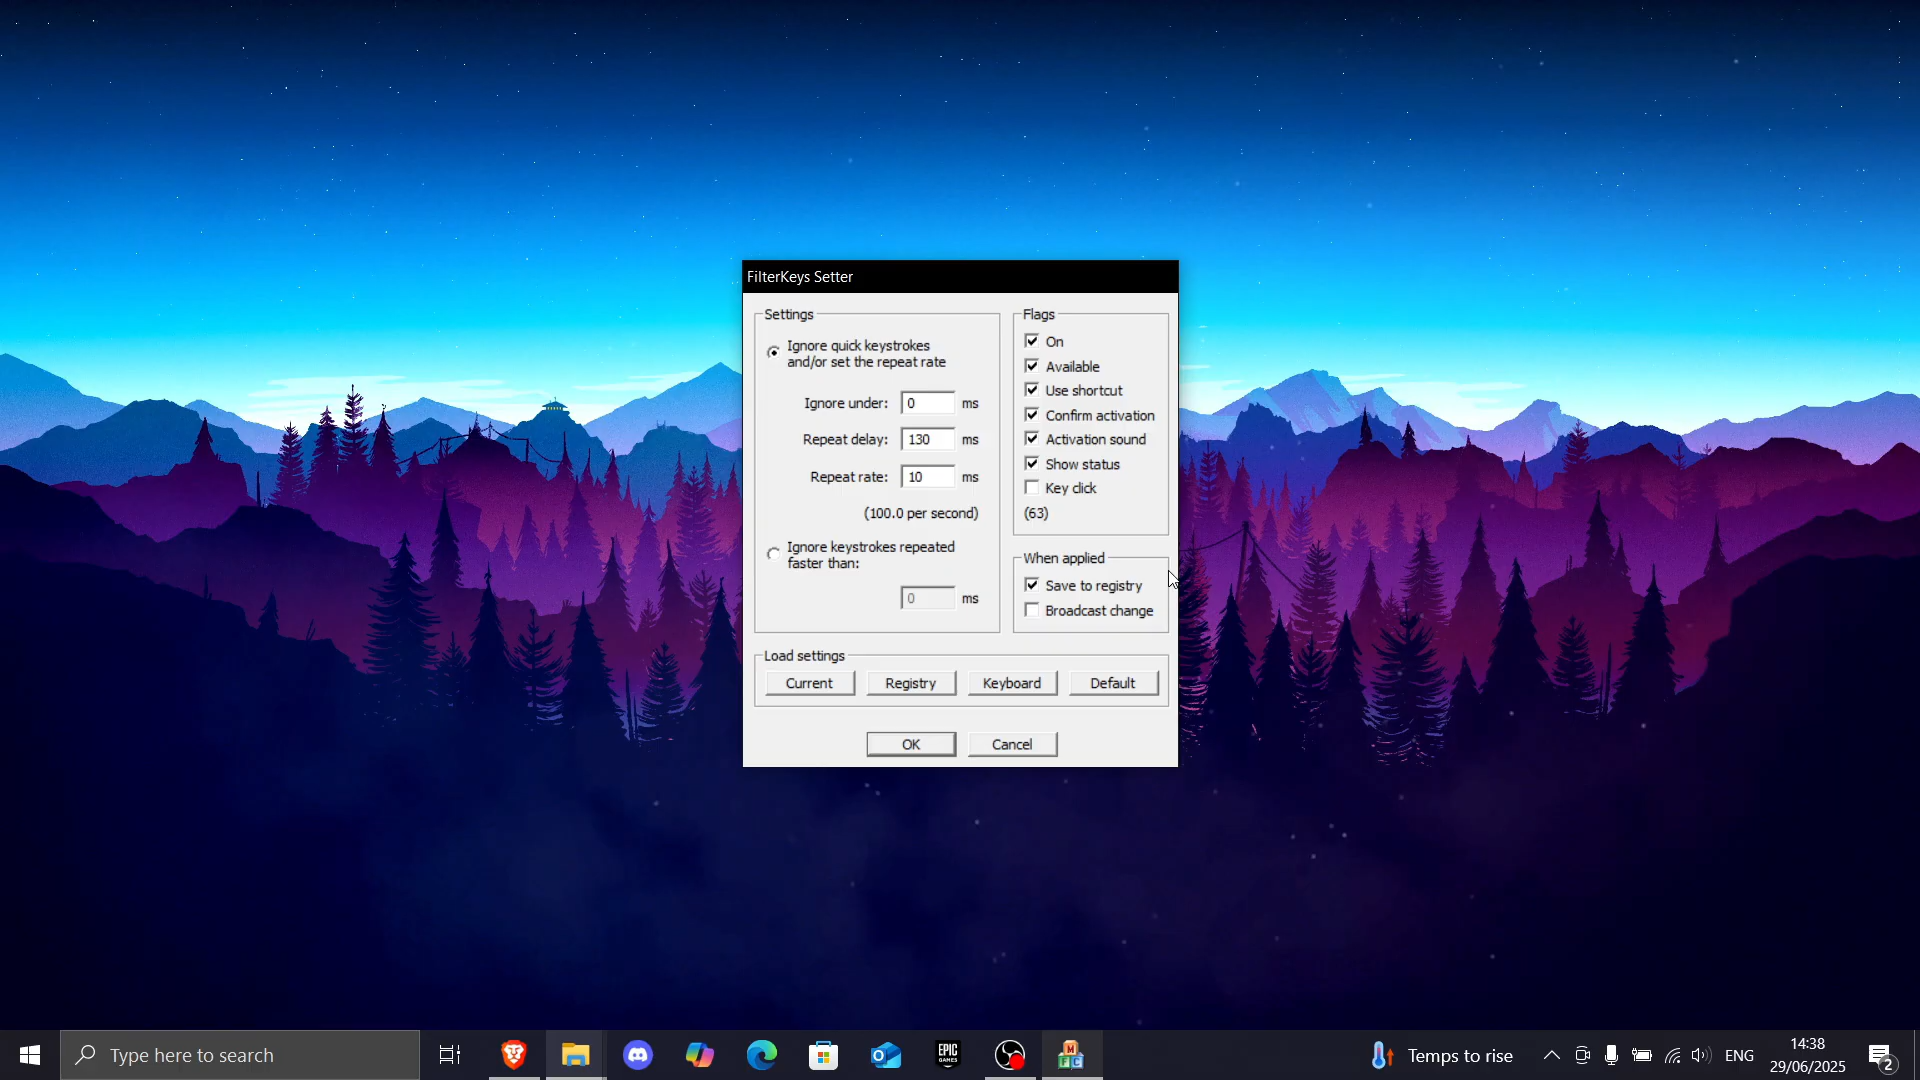 FilterKeys Setter
Settings
Ignore quick keystrokes
and/or set the repeat rate
Ignore under: 0 ms
Repeat delay: 130 ms
Repeat rate: 10 ms
(100.0 per second)
Ignore keystrokes repeated
faster than:
0 ms
Flags
On
Available
Use shortcut
Confirm activation
Activation sound
Show status
Key click
(63)
When applied
Save to registry
Broadcast change
Load settings
Current Registry Keyboard Default
OK Cancel
Type here to search
EPIC
GAMES
M
F C
Temps to rise
ENG
14:38
29/06/2025
2